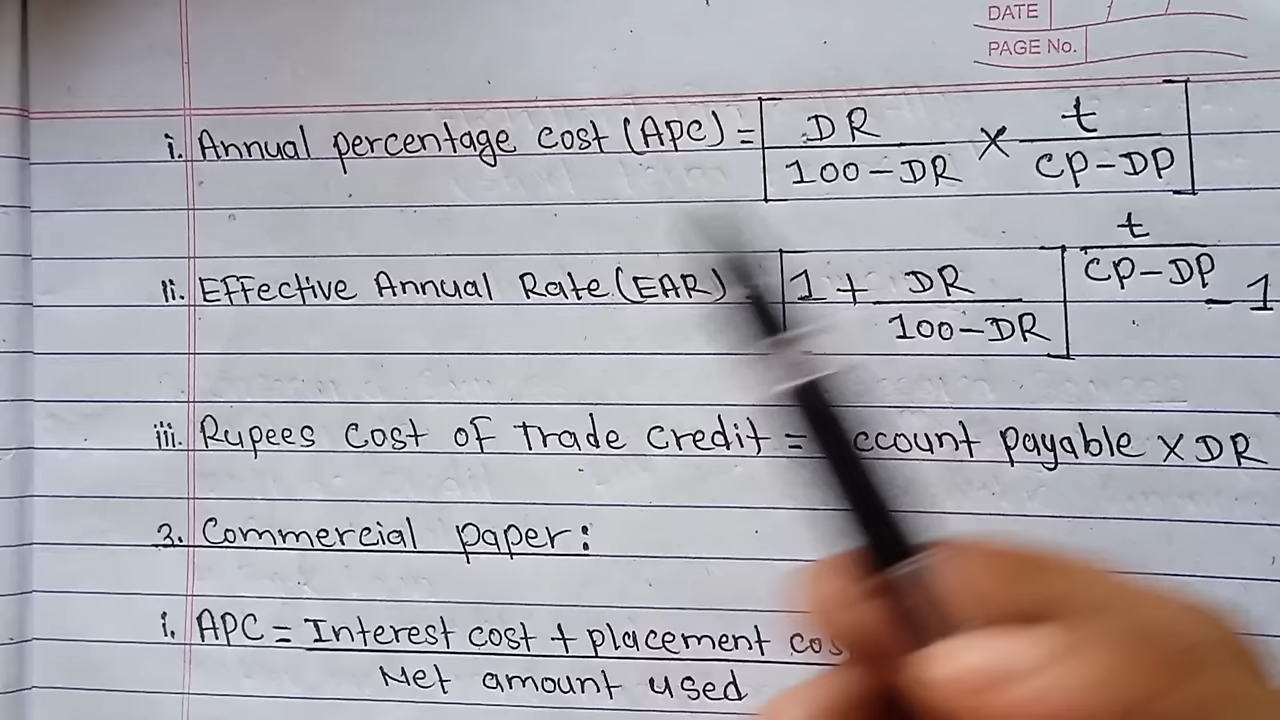 DATE
PAGE No.
i. Annual percentage cost (APC) = [DR / 100 - DR × t / CP - DP]
ii. Effective Annual Rate (EAR) [1 + DR / 100 - DR] t / CP - DP - 1
iii. Rupees cost of trade credit = payable × DR
3. Commercial paper:
i. APC = Interest cost + placement
Net amount used